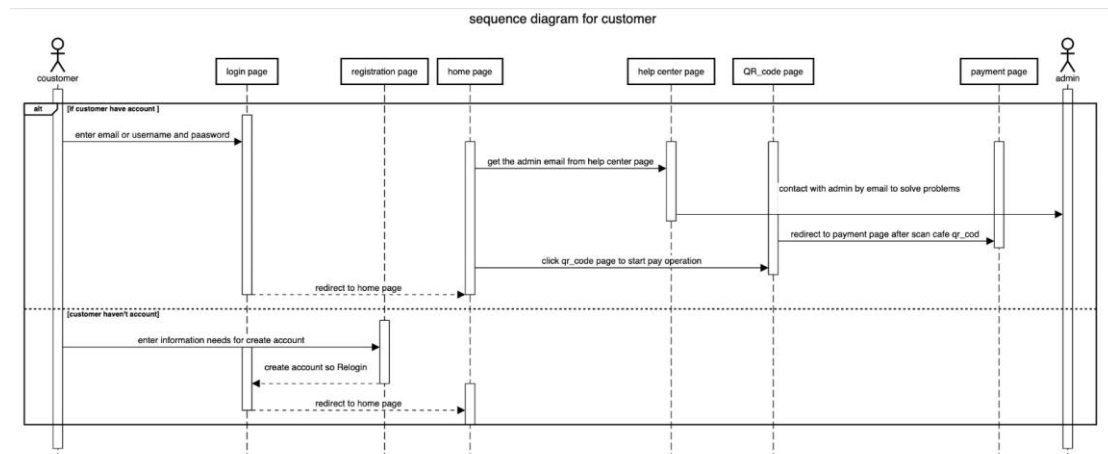 sequence diagram for customer
coustomer
login page
registration page
home page
help center page
QR_code page
payment page
admin
alt
[If customer have account ]
enter email or username and paasword
get the admin email from help center page
contact with admin by email to solve problems
redirect to payment page after scan cafe qr_cod
click qr_code page to start pay operation
redirect to home page
[customer haven't account]
enter information needs for create account
create account so Relogin
redirect to home page